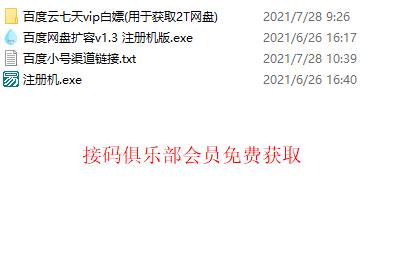 百度云七天vip白嫖(用于获取2T网盘) 2021/7/28 9:26
百度网盘扩容v1.3 注册机版.exe 2021/6/26 16:17
百度小号渠道链接.txt 2021/7/28 10:39
易 注册机.exe 2021/6/26 16:40
接码俱乐部会员免费获取